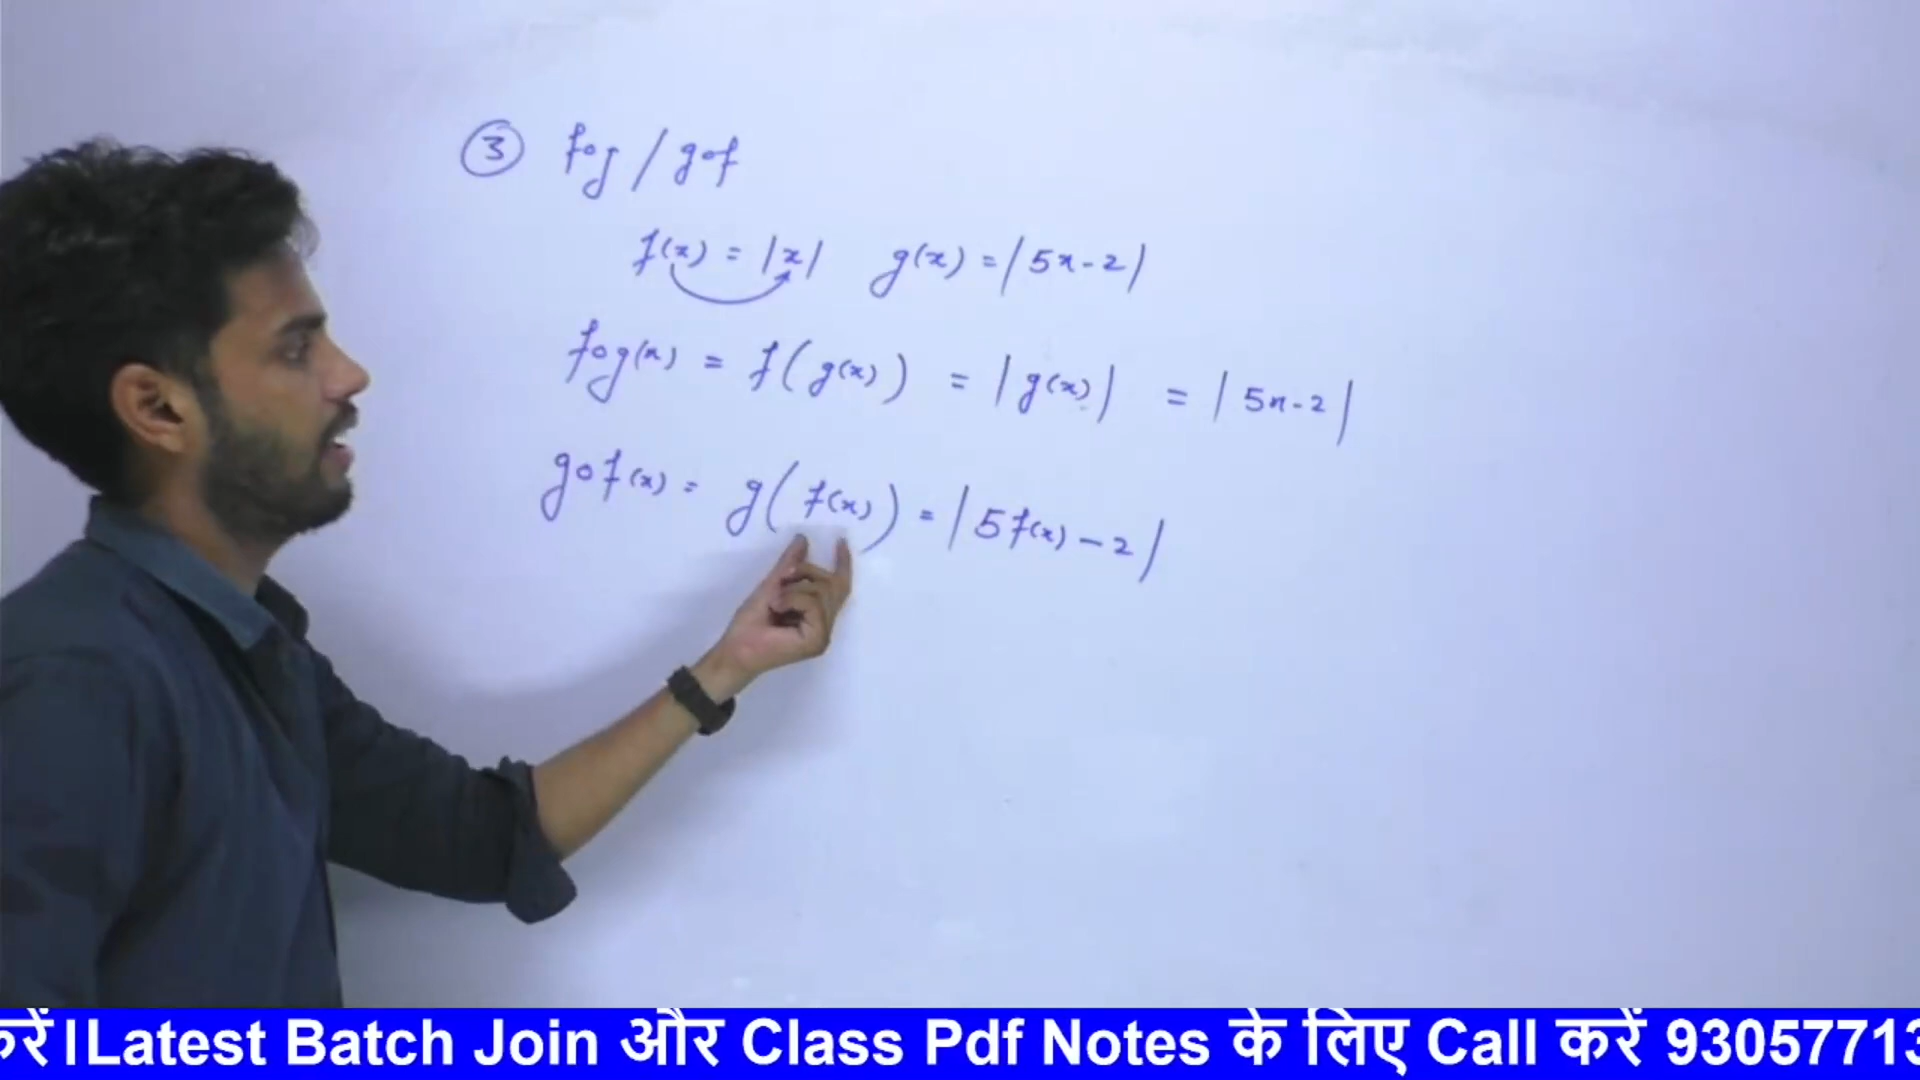 ③ fog / gof
f(x) = |x| g(x) = |5x-2|
fog(x) = f(g(x)) = |g(x)| = |5x-2|
gof(x) = g(f(x)) = |5f(x)-2|
करें।Latest Batch Join और Class Pdf Notes के लिए Call करें 93057713